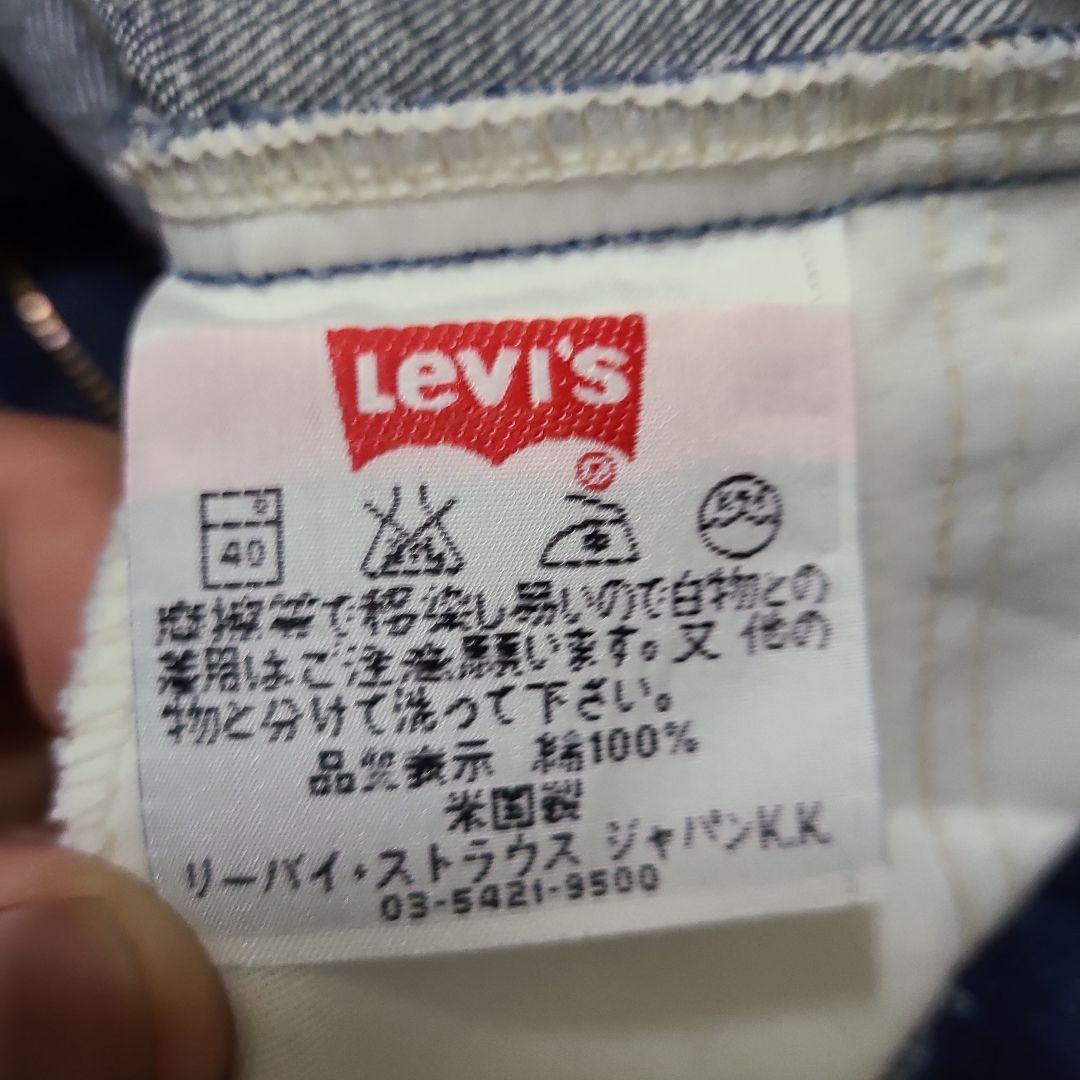 LEVI'S
®
40
摩擦等で移染し易いので白物との
着用はご注意願います。又 他の
物と分けて洗って下さい。
品質表示 綿100%
米国製
リーバイ・ストラウス ジャパンK.K.
03-5421-9500